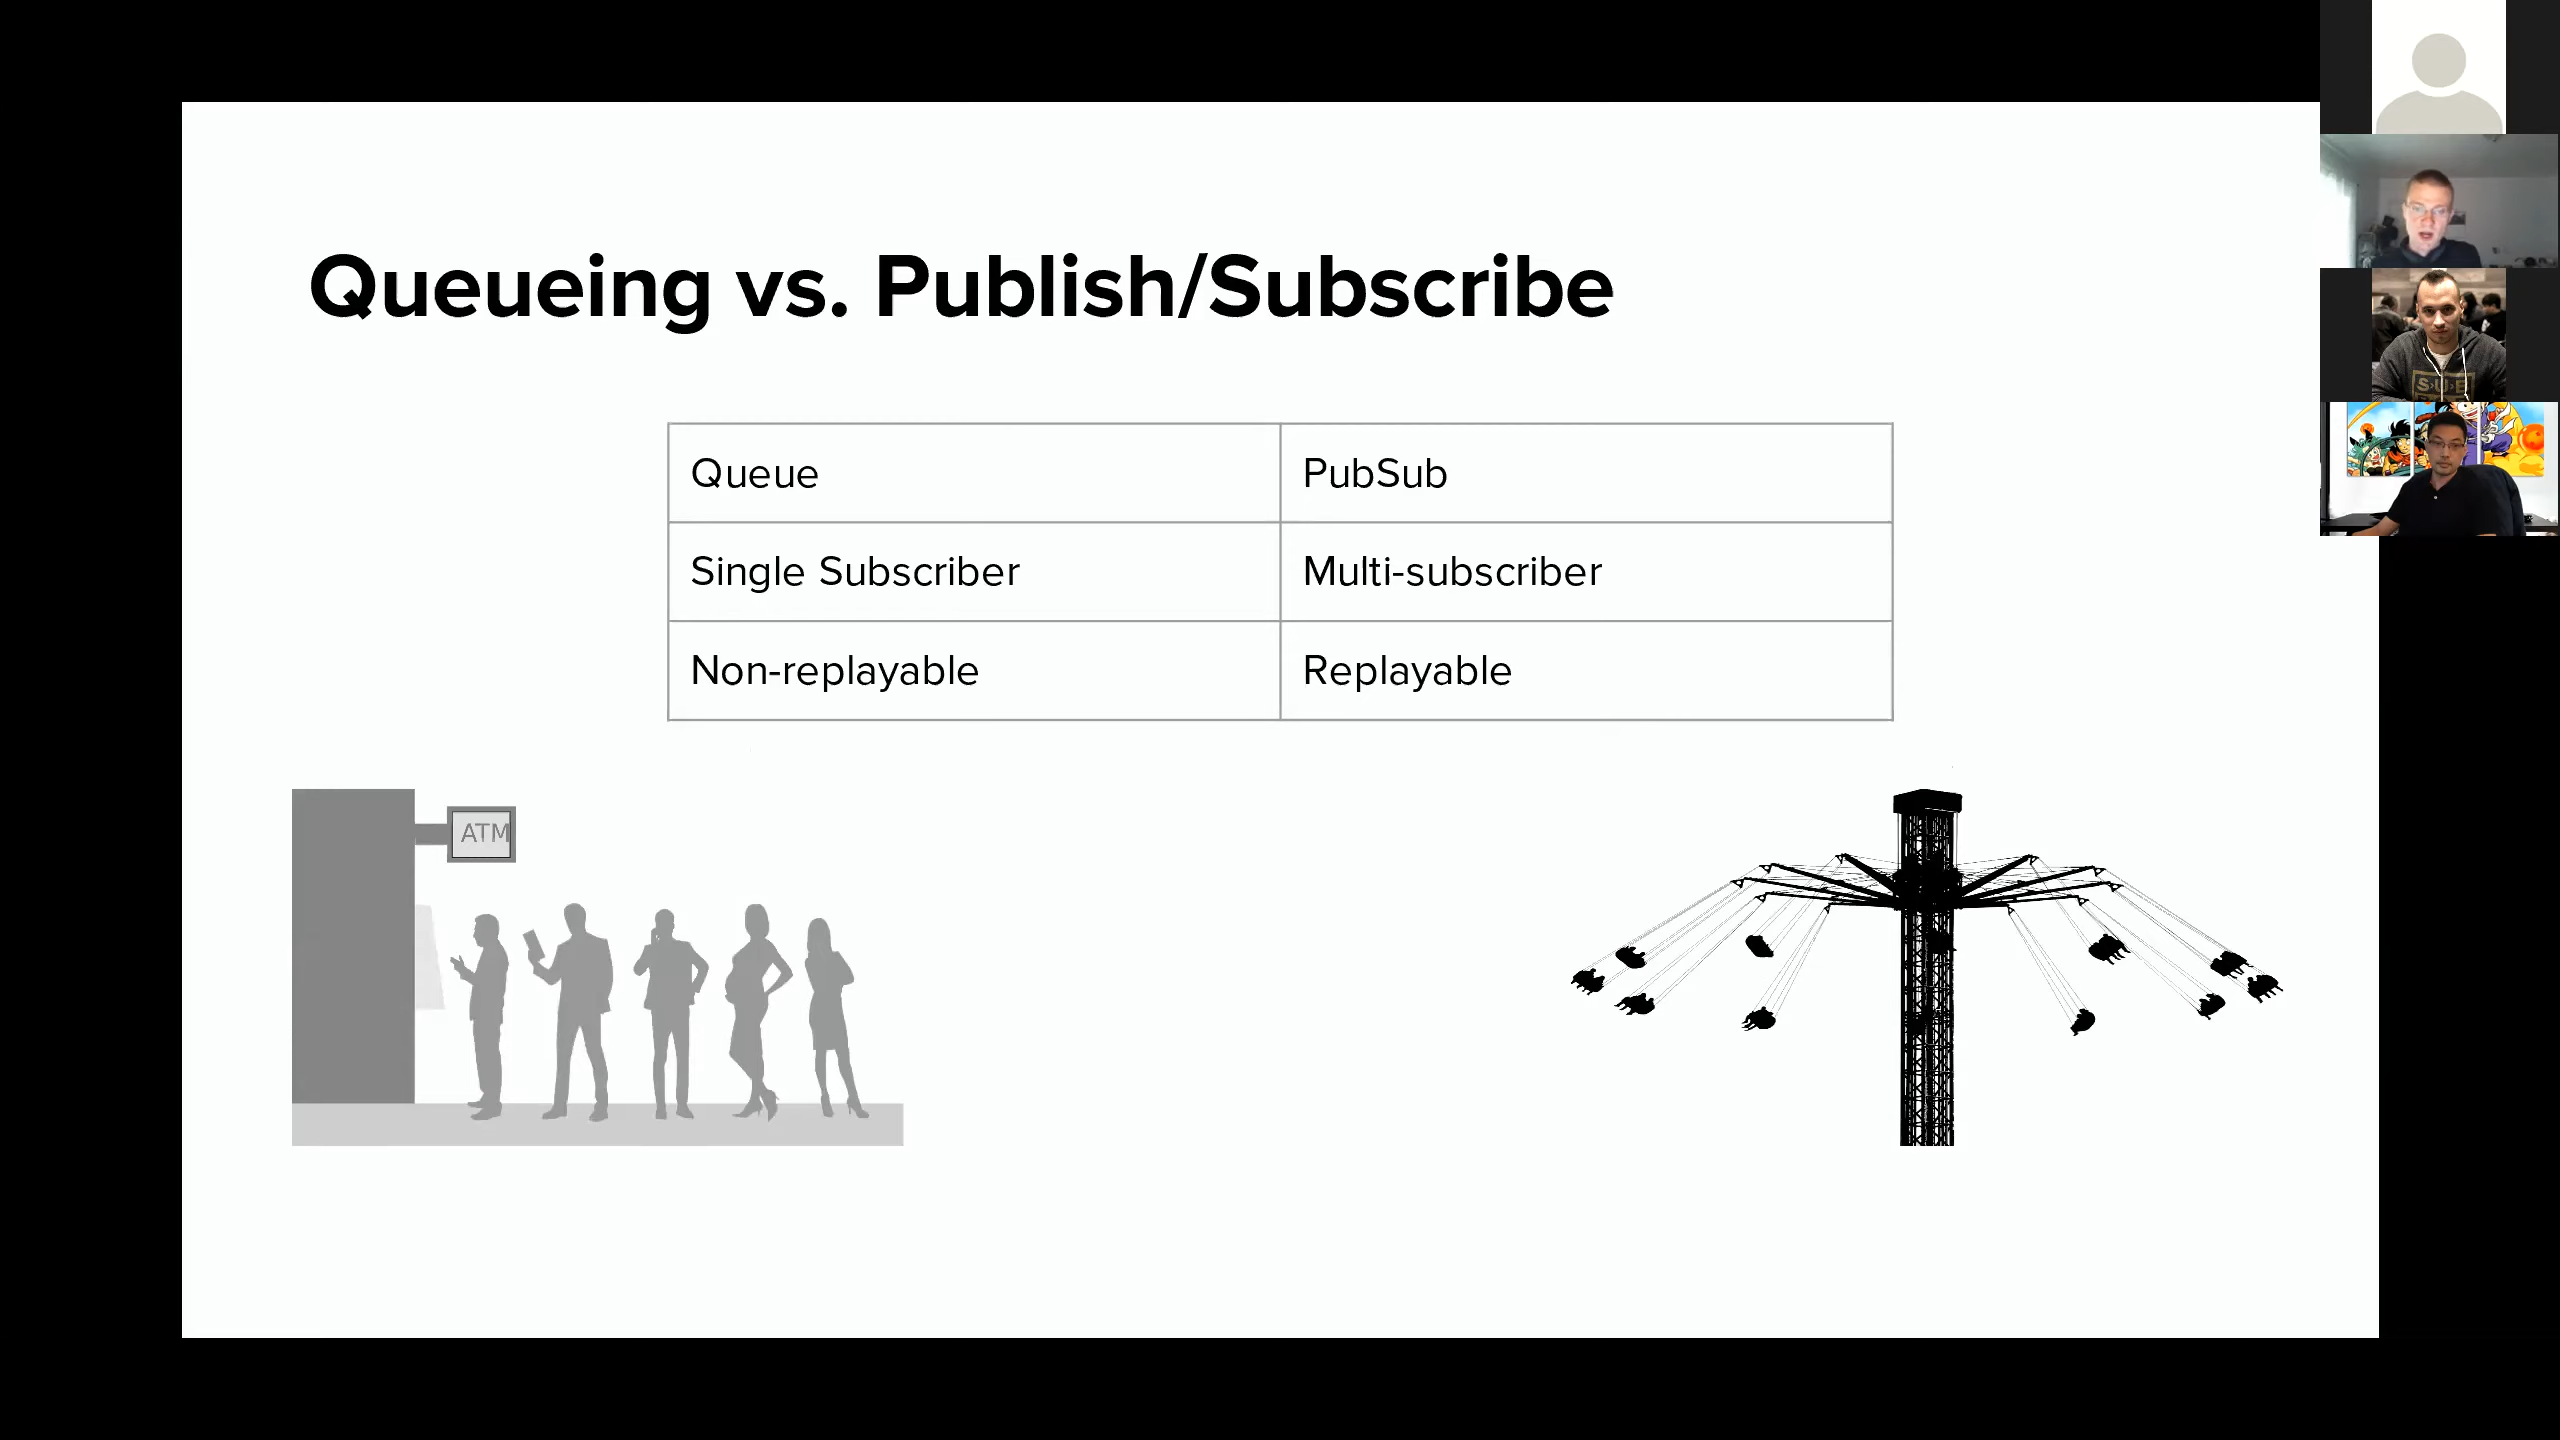 Queueing vs. Publish/Subscribe
Queue PubSub
Single Subscriber Multi-subscriber
Non-replayable Replayable
ATM